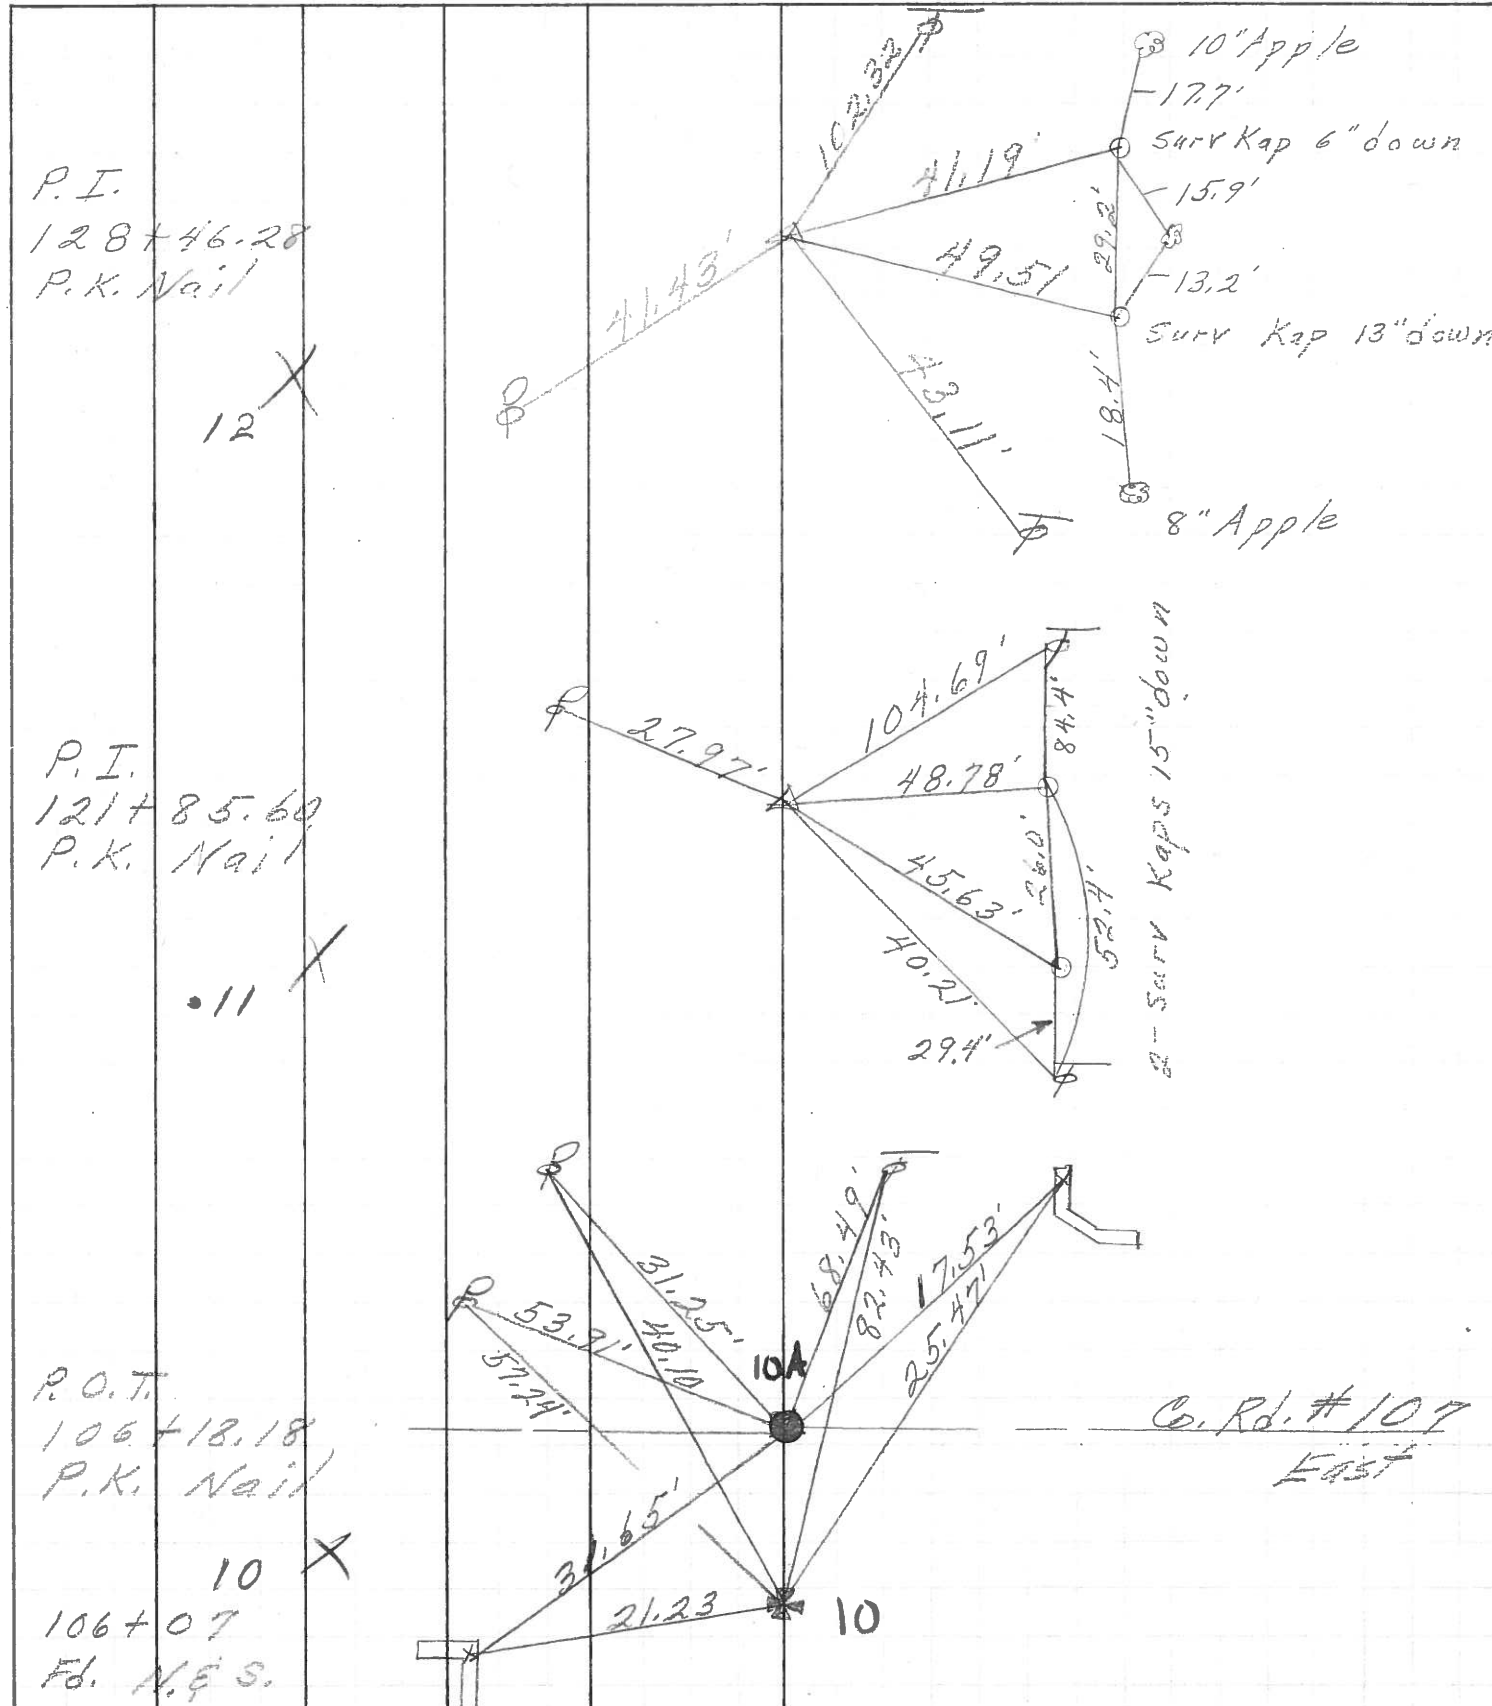 10" Apple
17.7'
Surv Kap 6" down
102.32
41.19'
15.9'
29.2'
P.I.
128+46.28
P.K. Nail
41.43'
49.51
13.2'
Surv Kap 13" down
43.11'
18.4'
12
8" Apple
104.69'
84.4'
2-Surv Kaps 15" down
27.97'
48.78'
P.I.
121+85.60
P.K. Nail
45.63'
26.0'
52.4'
40.21'
29.4'
.11
68.49'
82.43'
17.53'
25.47'
31.25'
40.10
53.71'
57.24'
10A
P.O.T.
106+18.18
P.K. Nail
Co. Rd. #107
East
31.65'
10
21.23
10
106+07
Fd. N.& S.